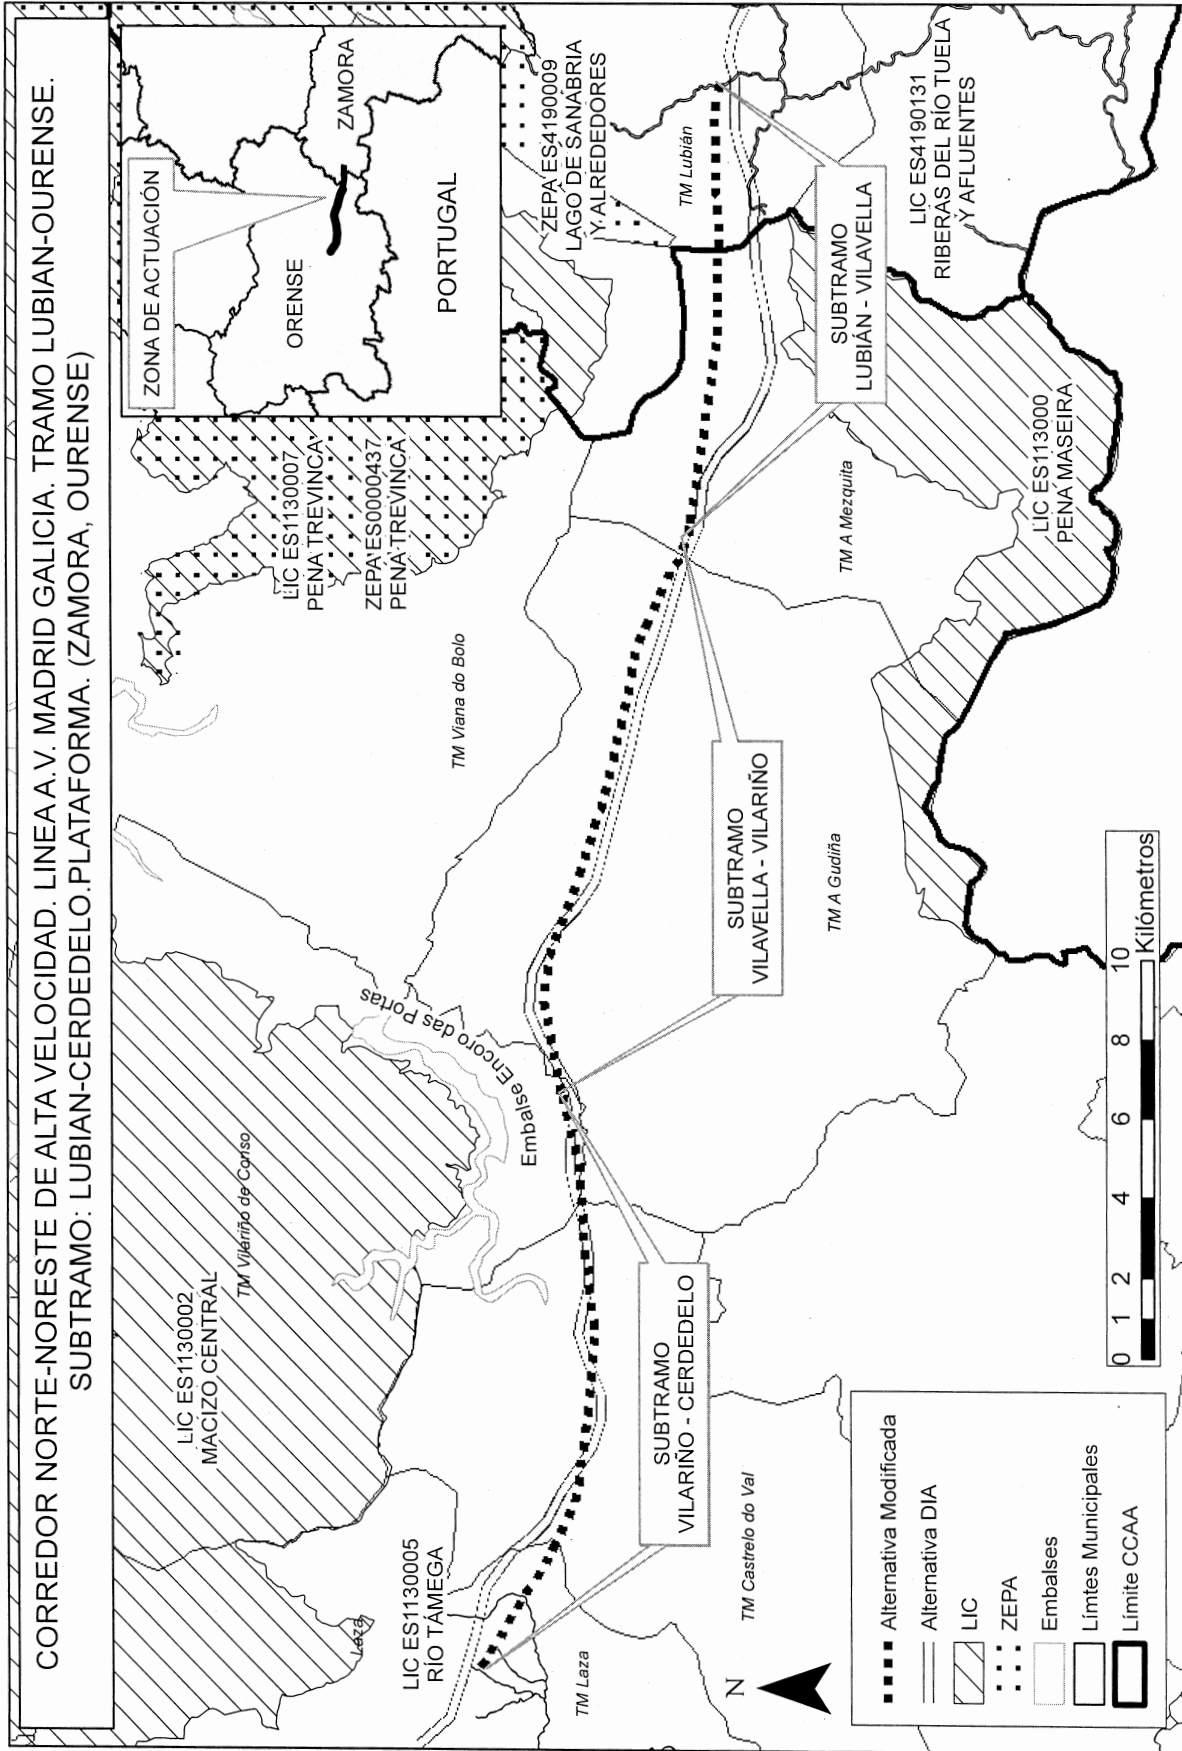 CORREDOR NORTE-NORESTE DE ALTA VELOCIDAD. LINEA A.V. MADRID GALICIA. TRAMO LUBIAN-OURENSE.
SUBTRAMO: LUBIAN-CERDEDELO.PLATAFORMA. (ZAMORA, OURENSE)
ZONA DE ACTUACIÓN
ORENSE
ZAMORA
PORTUGAL
LIC ES1130002
MACIZO CENTRAL
TM Vilariño de Conso
LIC ES1130007
PENA TREVINCA
ZEPA ES0000437
PENA TREVINCA
ZEPA ES4190009
LAGO DE SANABRIA
Y ALREDEDORES
TM Viana do Bolo
TM Lubián
Embalse Encoro das Portas
Laza
LIC ES1130005
RÍO TÁMEGA
TM Laza
SUBTRAMO
VILARIÑO - CERDEDELO
SUBTRAMO
VILAVELLA - VILARIÑO
SUBTRAMO
LUBIÁN - VILAVELLA
TM Castrelo do Val
TM A Gudiña
TM A Mezquita
LIC ES4190131
RIBERAS DEL RÍO TUELA
Y AFLUENTES
LIC ES113000
PENA MASEIRA
N
Alternativa Modificada
Alternativa DIA
LIC
ZEPA
Embalses
Límtes Municipales
Límite CCAA
0 1 2 4 6 8 10
Kilómetros